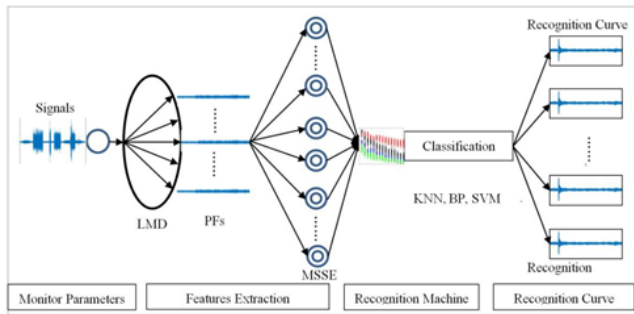 Recognition Curve
Signals
Classification
KNN, BP, SVM
LMD
PFs
MSSE
Recognition
Monitor Parameters
Features Extraction
Recognition Machine
Recognition Curve